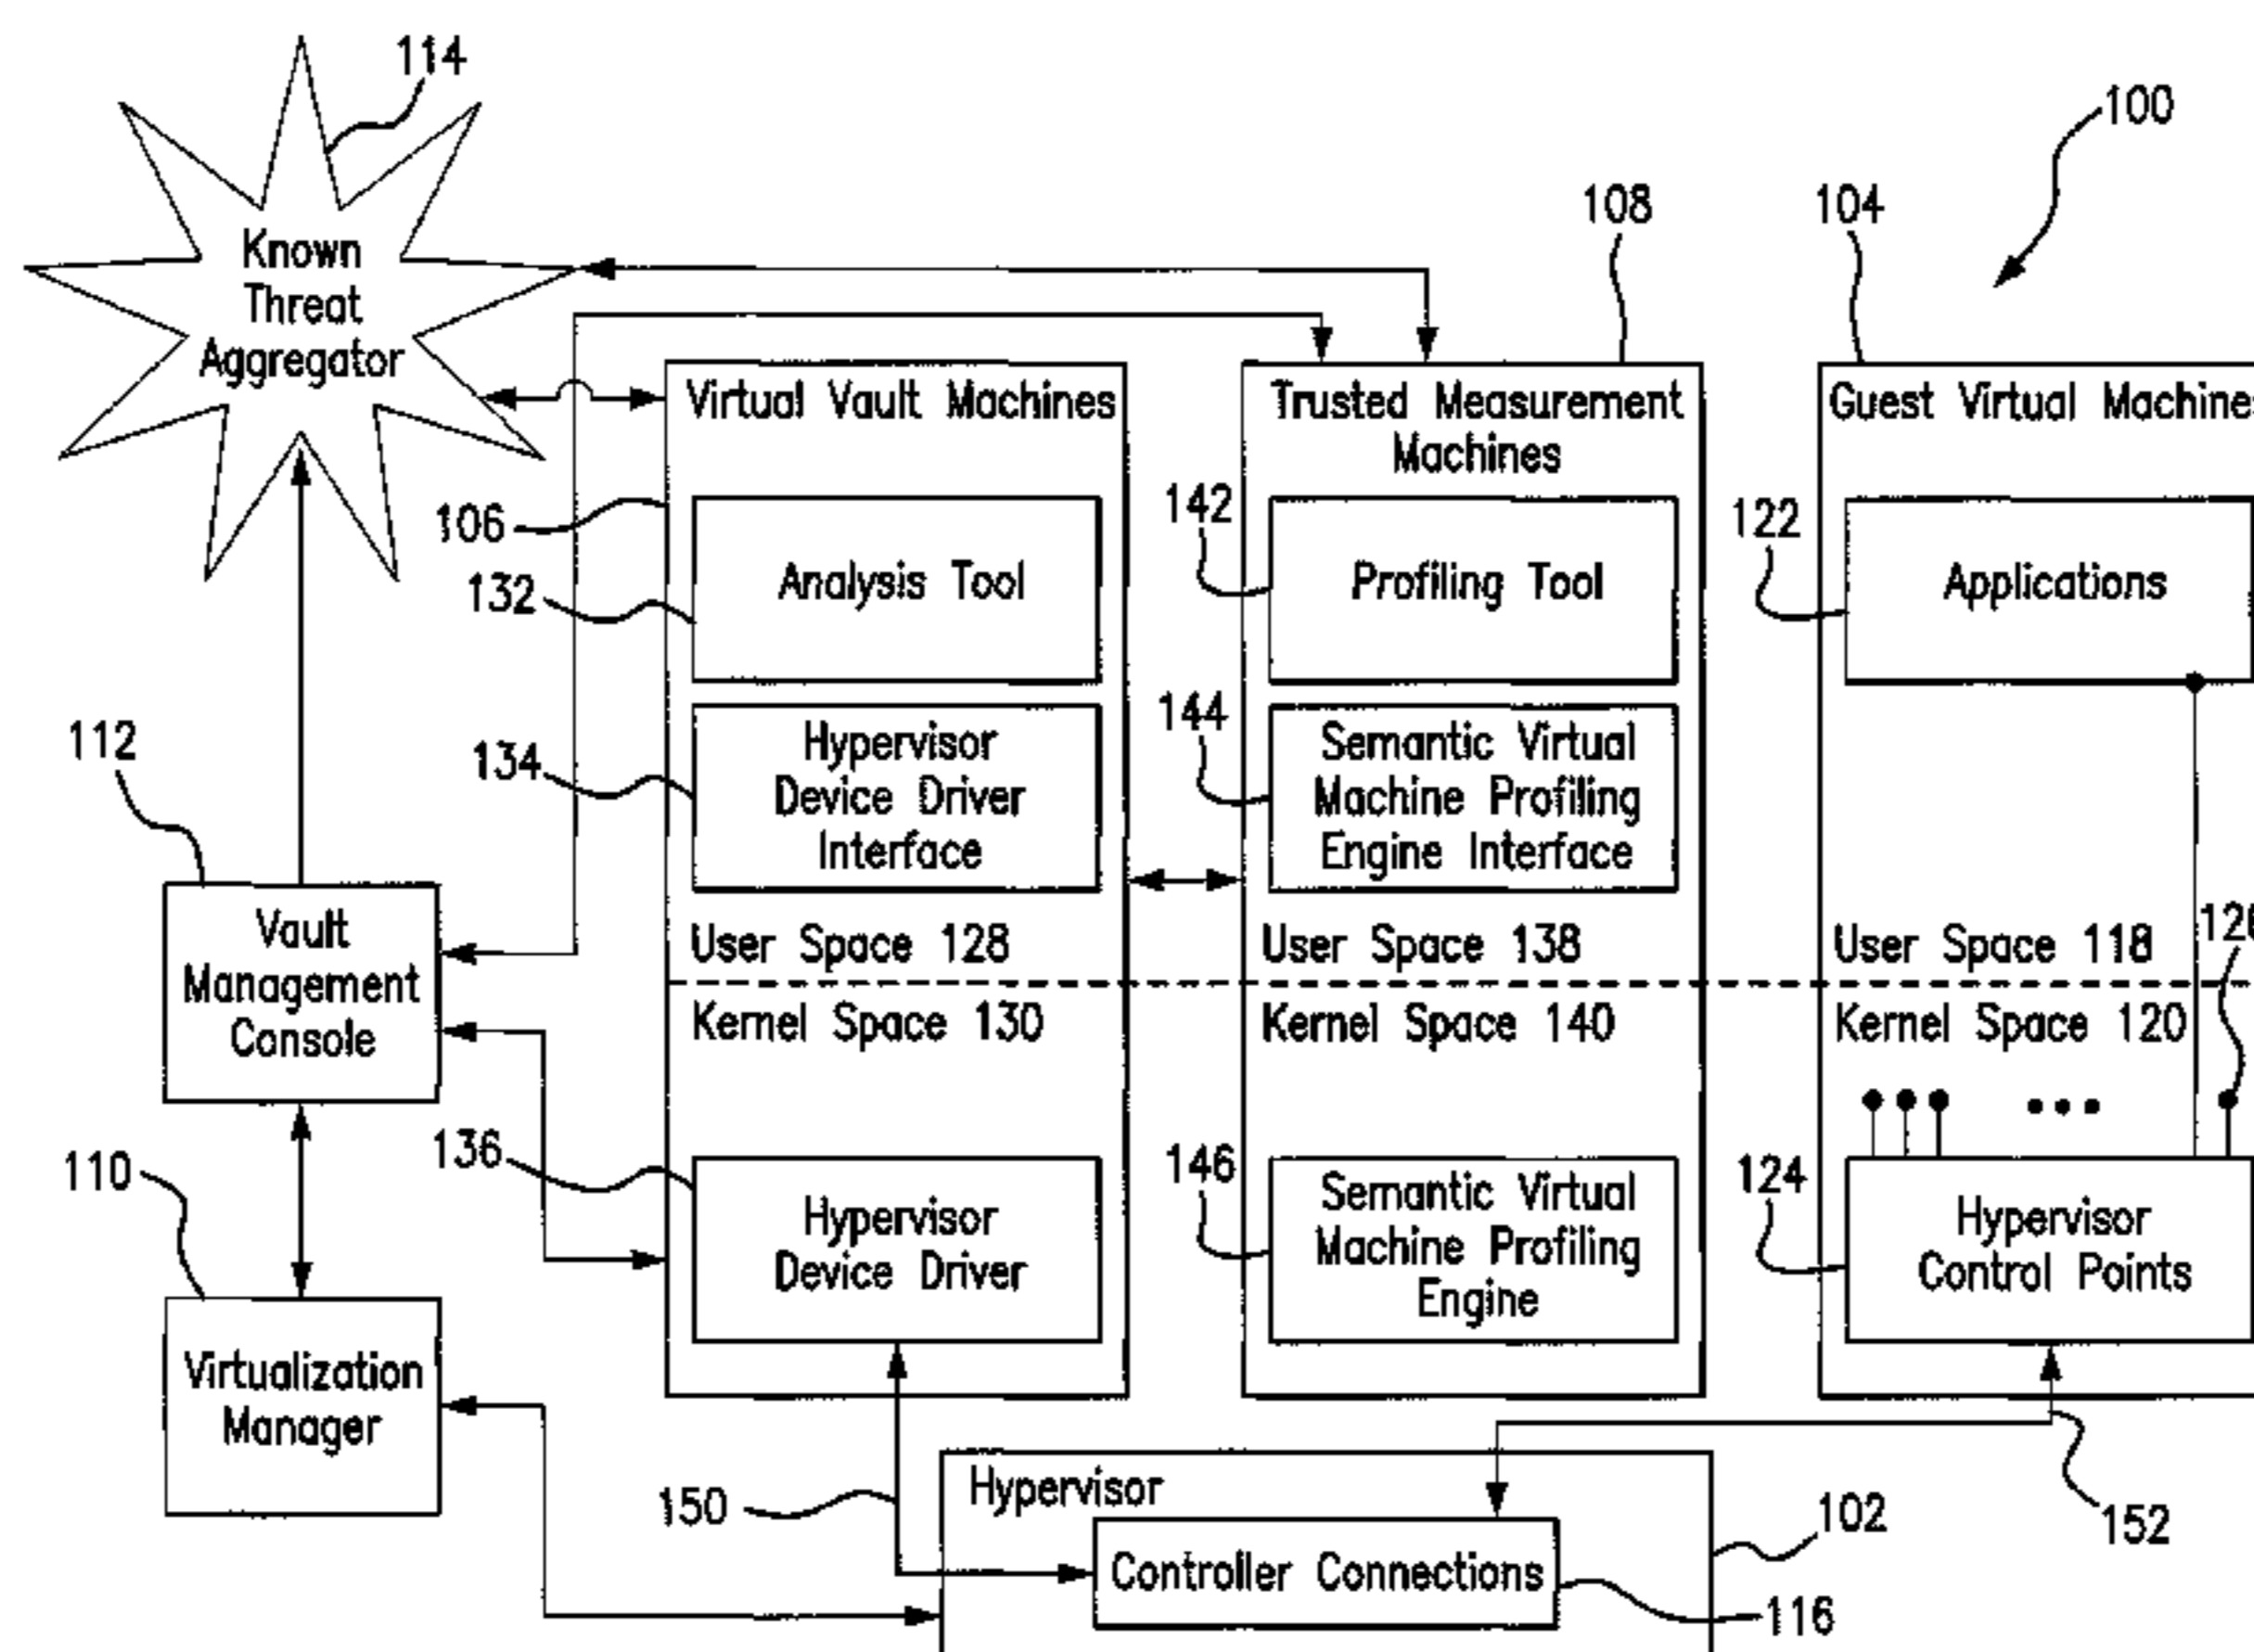 114
100
108
104
Known
Threat
Aggregator
Virtual Vault Machines
Trusted Measurement
Machines
Guest Virtual Machines
106
142
122
Analysis Tool
Profiling Tool
Applications
132
112
134
Hypervisor
Device Driver
Interface
144
Semantic Virtual
Machine Profiling
Engine Interface
Vault
Management
Console
User Space 128
User Space 138
User Space 118
126
Kernel Space 130
Kernel Space 140
Kernel Space 120
110
136
146
124
Hypervisor
Device Driver
Semantic Virtual
Machine Profiling
Engine
Hypervisor
Control Points
Virtualization
Manager
150
Hypervisor
102
152
Controller Connections
116